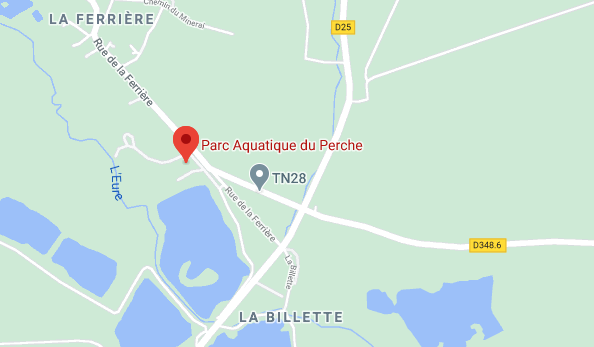 Chemin du Minerai
LA FERRIÈRE
D25
Rue de la Ferrière
Parc Aquatique du Perche
L'Eure
TN28
Rue de la Ferrière
D348.6
La Billette
LA BILLETTE